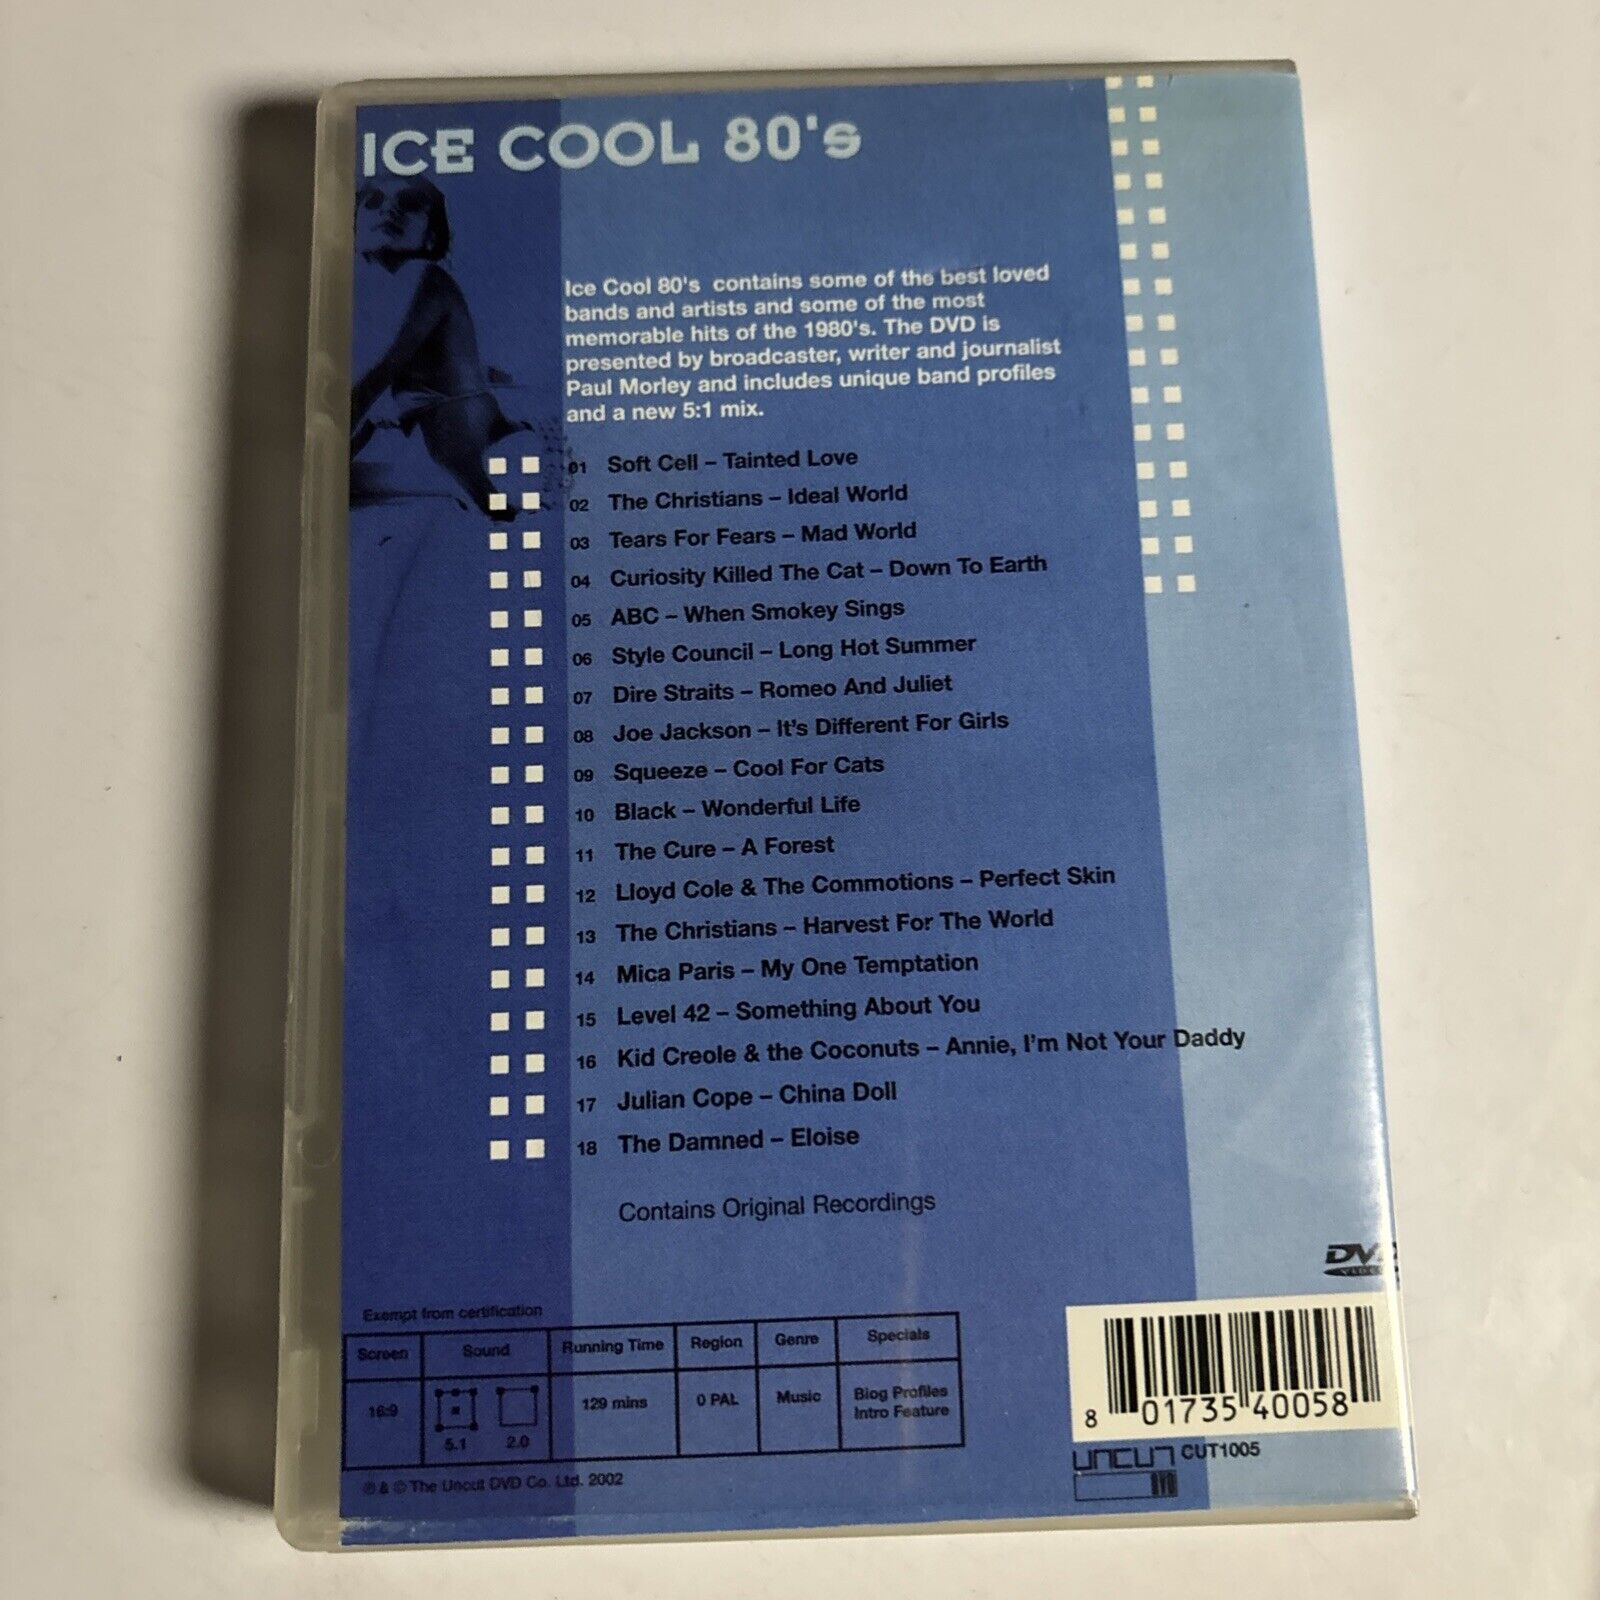 ICE COOL 80's
Ice Cool 80's contains some of the best loved
bands and artists and some of the most
memorable hits of the 1980's. The DVD is
presented by broadcaster, writer and journalist
Paul Morley and includes unique band profiles
and a new 5:1 mix.
01 Soft Cell – Tainted Love
02 The Christians – Ideal World
03 Tears For Fears – Mad World
04 Curiosity Killed The Cat – Down To Earth
05 ABC – When Smokey Sings
06 Style Council – Long Hot Summer
07 Dire Straits – Romeo And Juliet
08 Joe Jackson – It's Different For Girls
09 Squeeze – Cool For Cats
10 Black – Wonderful Life
11 The Cure – A Forest
12 Lloyd Cole & The Commotions – Perfect Skin
13 The Christians – Harvest For The World
14 Mica Paris – My One Temptation
15 Level 42 – Something About You
16 Kid Creole & the Coconuts – Annie, I'm Not Your Daddy
17 Julian Cope – China Doll
18 The Damned – Eloise
Contains Original Recordings
DVD
VIDEO
Exempt from certification
Screen Sound Running Time Region Genre Specials
16:9 5.1 2.0 129 mins 0 PAL Music Biog Profiles
Intro Feature
℗ & © The Uncut DVD Co. Ltd. 2002
8 01735 40058
UNCUT CUT1005
DVD